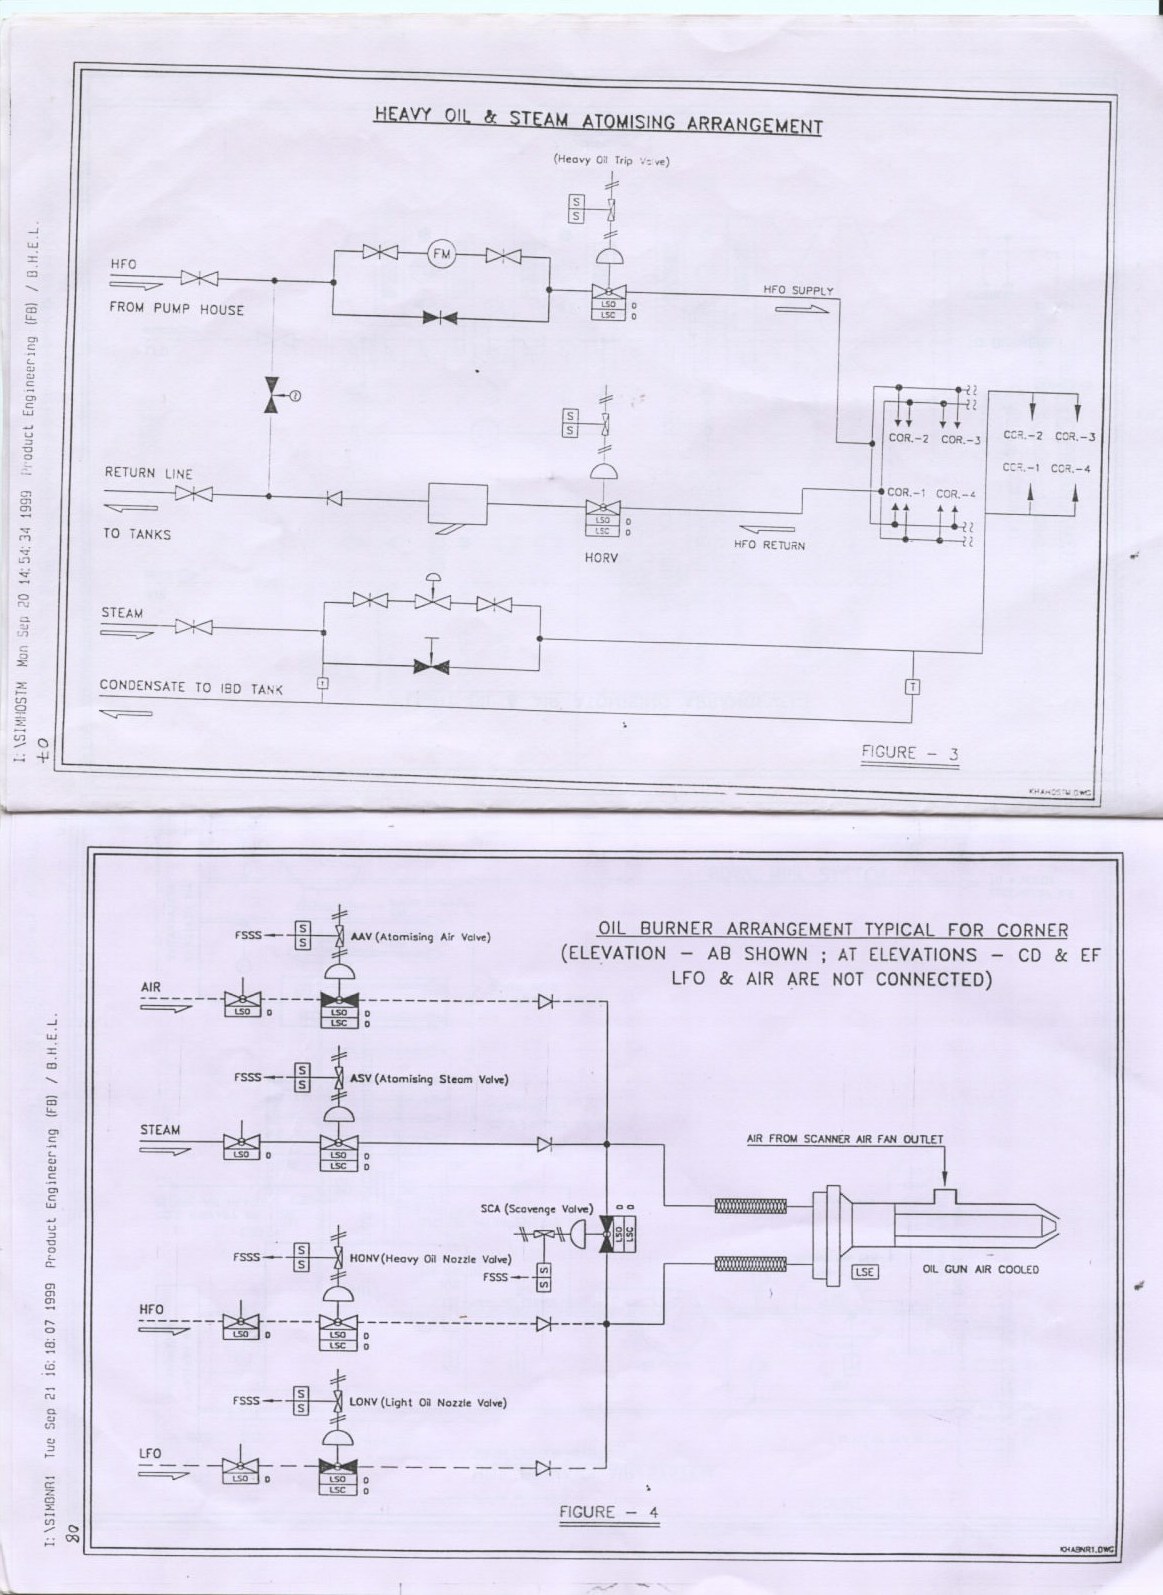 HEAVY OIL & STEAM ATOMISING ARRANGEMENT
(Heavy Oil Trip Valve)
S
S
HFO
FM
FROM PUMP HOUSE
LSO D
LSC D
HFO SUPPLY
S
S
COR.-2 COR.-3
COR.-2 COR.-3
COR.-1 COR.-4
COR.-1 COR.-4
RETURN LINE
TO TANKS
LSO D
LSC D
HORV
HFO RETURN
STEAM
CONDENSATE TO IBD TANK
T
T
FIGURE - 3
I:\SIMHOSTM Mon Sep 20 14:54:34 1999 Product Engineering (FB) / B.H.E.L.
OIL BURNER ARRANGEMENT TYPICAL FOR CORNER
(ELEVATION - AB SHOWN ; AT ELEVATIONS - CD & EF
LFO & AIR ARE NOT CONNECTED)
FSSS S S AAV (Atomising Air Valve)
AIR
LSO D
LSO D
LSC D
FSSS S S ASV (Atomising Steam Valve)
STEAM
LSO D
LSO D
LSC D
AIR FROM SCANNER AIR FAN OUTLET
SCA (Scavenge Valve)
D D
LSO LSC
FSSS S S
FSSS S S HONV (Heavy Oil Nozzle Valve)
LSE
OIL GUN AIR COOLED
HFO
LSO D
LSO D
LSC D
FSSS S S LONV (Light Oil Nozzle Valve)
LFO
LSO D
LSO D
LSC D
FIGURE - 4
KHABNR1.DWG
I:\SIMBNR1 Tue Sep 21 16:18:07 1999 Product Engineering (FB) / B.H.E.L.